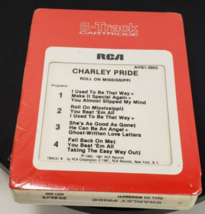 8-Track
CARTRIDGE
RCA
AHS1-3905
CHARLEY PRIDE
ROLL ON MISSISSIPPI
Programs
1 I Used To Be That Way •
Make It Special Again •
You Almost Slipped My Mind
2 Roll On Mississippi
You Beat 'Em All
I Used To Be That Way •
3 She's As Good As Gone
He Can Be An Angel •
Ghost-Written Love Letters
4 Fall Back On Me
You Beat 'Em All
Taking The Easy Way Out